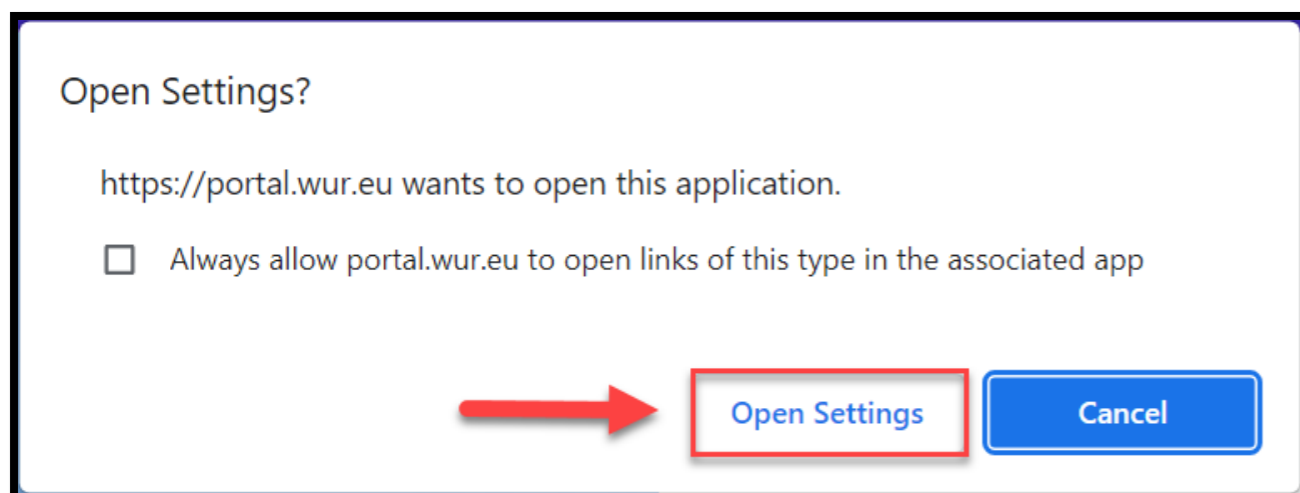 Open Settings?
https://portal.wur.eu wants to open this application.
Always allow portal.wur.eu to open links of this type in the associated app
Open Settings
Cancel